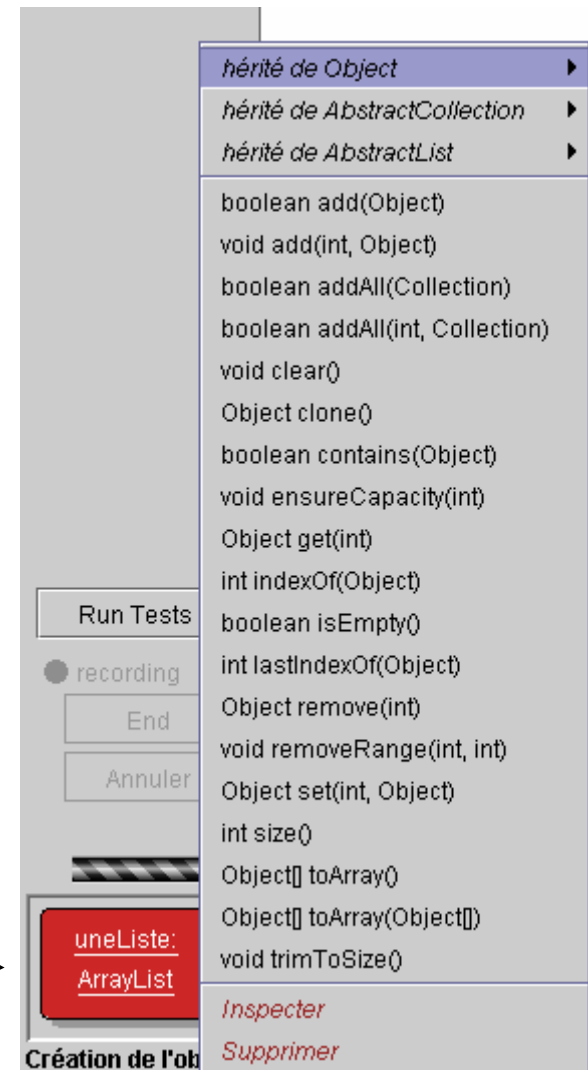 hérité de Object
hérité de AbstractCollection
hérité de AbstractList
boolean add(Object)
void add(int, Object)
boolean addAll(Collection)
boolean addAll(int, Collection)
void clear()
Object clone()
boolean contains(Object)
void ensureCapacity(int)
Object get(int)
int indexOf(Object)
boolean isEmpty()
int lastIndexOf(Object)
Object remove(int)
void removeRange(int, int)
Object set(int, Object)
int size()
Object[] toArray()
Object[] toArray(Object[])
void trimToSize()
Inspecter
Supprimer
Run Tests
recording
End
Annuler
uneListe:
ArrayList
Création de l'ob